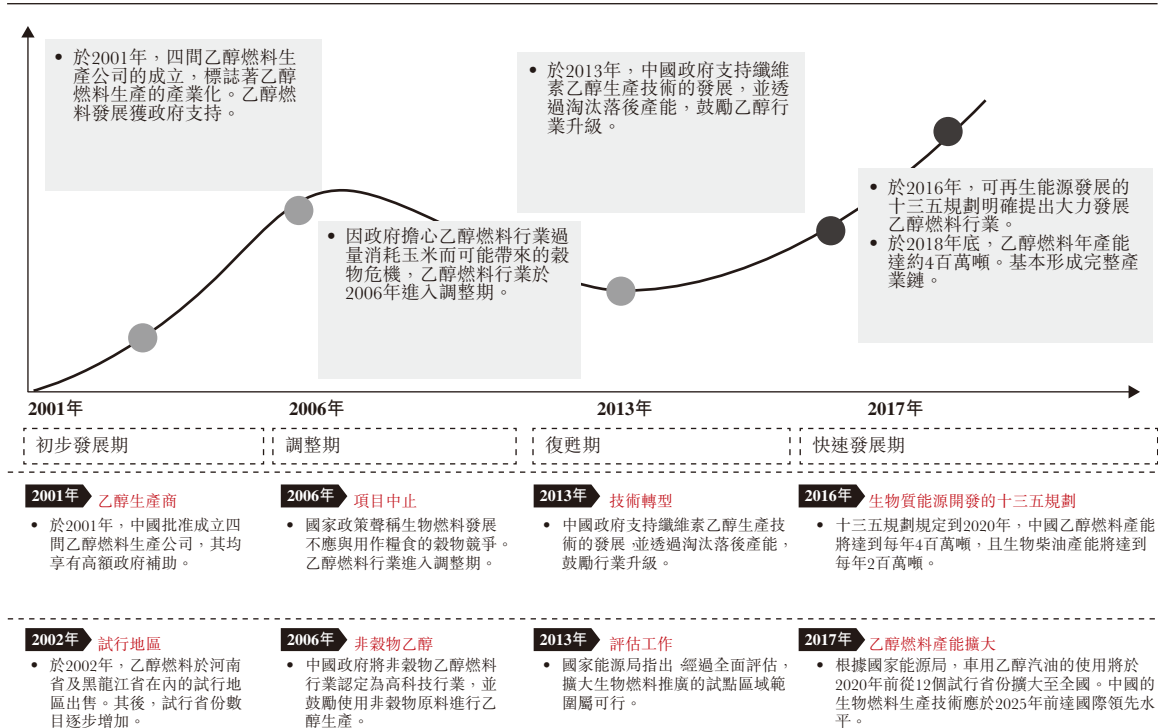 • 於2001年，四間乙醇燃料生
產公司的成立，標誌著乙醇
燃料生產的產業化。乙醇燃
料發展獲政府支持。
• 於2013年，中國政府支持纖維
素乙醇生產技術的發展，並透
過淘汰落後產能，鼓勵乙醇行
業升級。
• 因政府擔心乙醇燃料行業過
量消耗玉米而可能帶來的穀
物危機，乙醇燃料行業於
2006年進入調整期。
• 於2016年，可再生能源發展的
十三五規劃明確提出大力發展
乙醇燃料行業。
• 於2018年底，乙醇燃料年產能
達約4百萬噸。基本形成完整產
業鏈。
2001年 2006年 2013年 2017年
初步發展期 調整期 復甦期 快速發展期
2001年 乙醇生產商
• 於2001年，中國批准成立四
間乙醇燃料生產公司，其均
享有高額政府補助。
2006年 項目中止
• 國家政策聲稱生物燃料發展
不應與用作糧食的穀物競爭。
乙醇燃料行業進入調整期。
2013年 技術轉型
• 中國政府支持纖維素乙醇生產技
術的發展，並透過淘汰落後產能，
鼓勵行業升級。
2016年 生物質能源開發的十三五規劃
• 十三五規劃規定到2020年，中國乙醇燃料產能
將達到每年4百萬噸，且生物柴油產能將達到
每年2百萬噸。
2002年 試行地區
• 於2002年，乙醇燃料於河南
省及黑龍江省在內的試行地
區出售。其後，試行省份數
目逐步增加。
2006年 非穀物乙醇
• 中國政府將非穀物乙醇燃料
行業認定為高科技行業，並
鼓勵使用非穀物原料進行乙
醇生產。
2013年 評估工作
• 國家能源局指出，經過全面評估，
擴大生物燃料推廣的試點區域範
圍屬可行。
2017年 乙醇燃料產能擴大
• 根據國家能源局，車用乙醇汽油的使用將於
2020年前從12個試行省份擴大至全國。中國的
生物燃料生產技術應於2025年前達國際領先水
平。